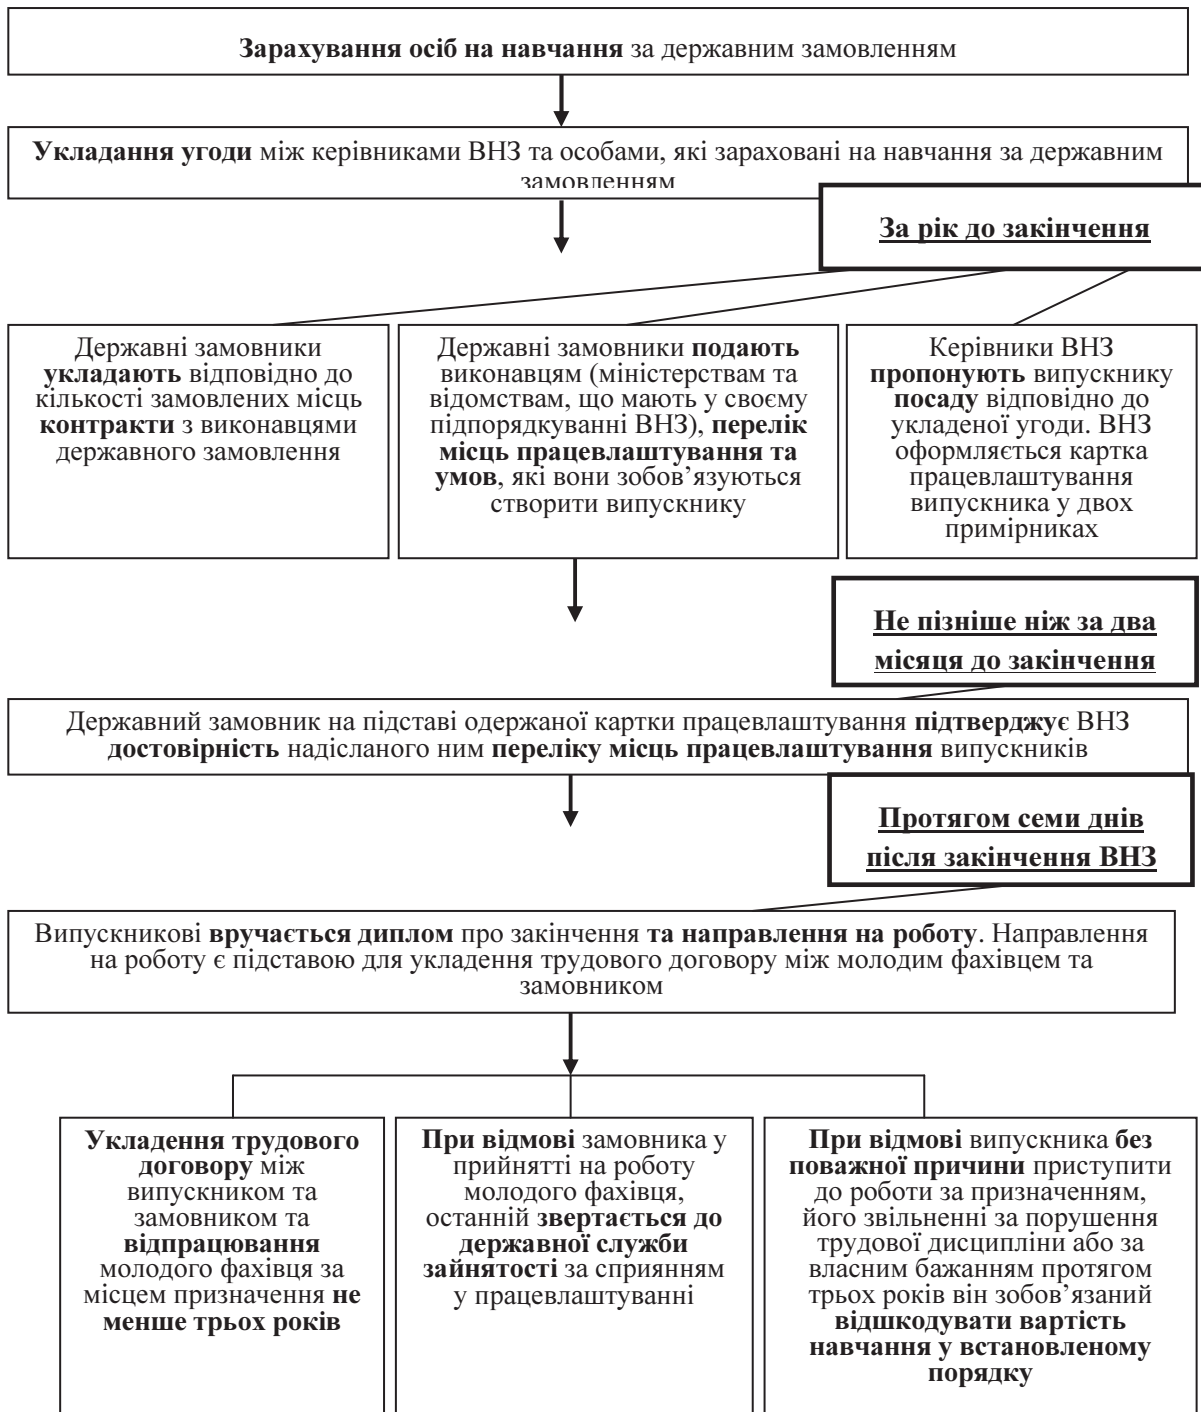 Зарахування осіб на навчання за державним замовленням
Укладання угоди між керівниками ВНЗ та особами, які зараховані на навчання за державним
замовленням
За рік до закінчення
Державні замовники
укладають відповідно до
кількості замовлених місць
контракти з виконавцями
державного замовлення
Державні замовники подають
виконавцям (міністерствам та
відомствам, що мають у своєму
підпорядкуванні ВНЗ), перелік
місць працевлаштування та
умов, які вони зобов’язуються
створити випускнику
Керівники ВНЗ
пропонують випускнику
посаду відповідно до
укладеної угоди. ВНЗ
оформляється картка
працевлаштування
випускника у двох
примірниках
Не пізніше ніж за два
місяця до закінчення
Державний замовник на підставі одержаної картки працевлаштування підтверджує ВНЗ
достовірність надісланого ним переліку місць працевлаштування випускників
Протягом семи днів
після закінчення ВНЗ
Випускникові вручається диплом про закінчення та направлення на роботу. Направлення
на роботу є підставою для укладення трудового договору між молодим фахівцем та
замовником
Укладення трудового
договору між
випускником та
замовником та
відпрацювання
молодого фахівця за
місцем призначення не
менше трьох років
При відмові замовника у
прийнятті на роботу
молодого фахівця,
останній звертається до
державної служби
зайнятості за сприянням
у працевлаштуванні
При відмові випускника без
поважної причини приступити
до роботи за призначенням,
його звільненні за порушення
трудової дисципліни або за
власним бажанням протягом
трьох років він зобов’язаний
відшкодувати вартість
навчання у встановленому
порядку